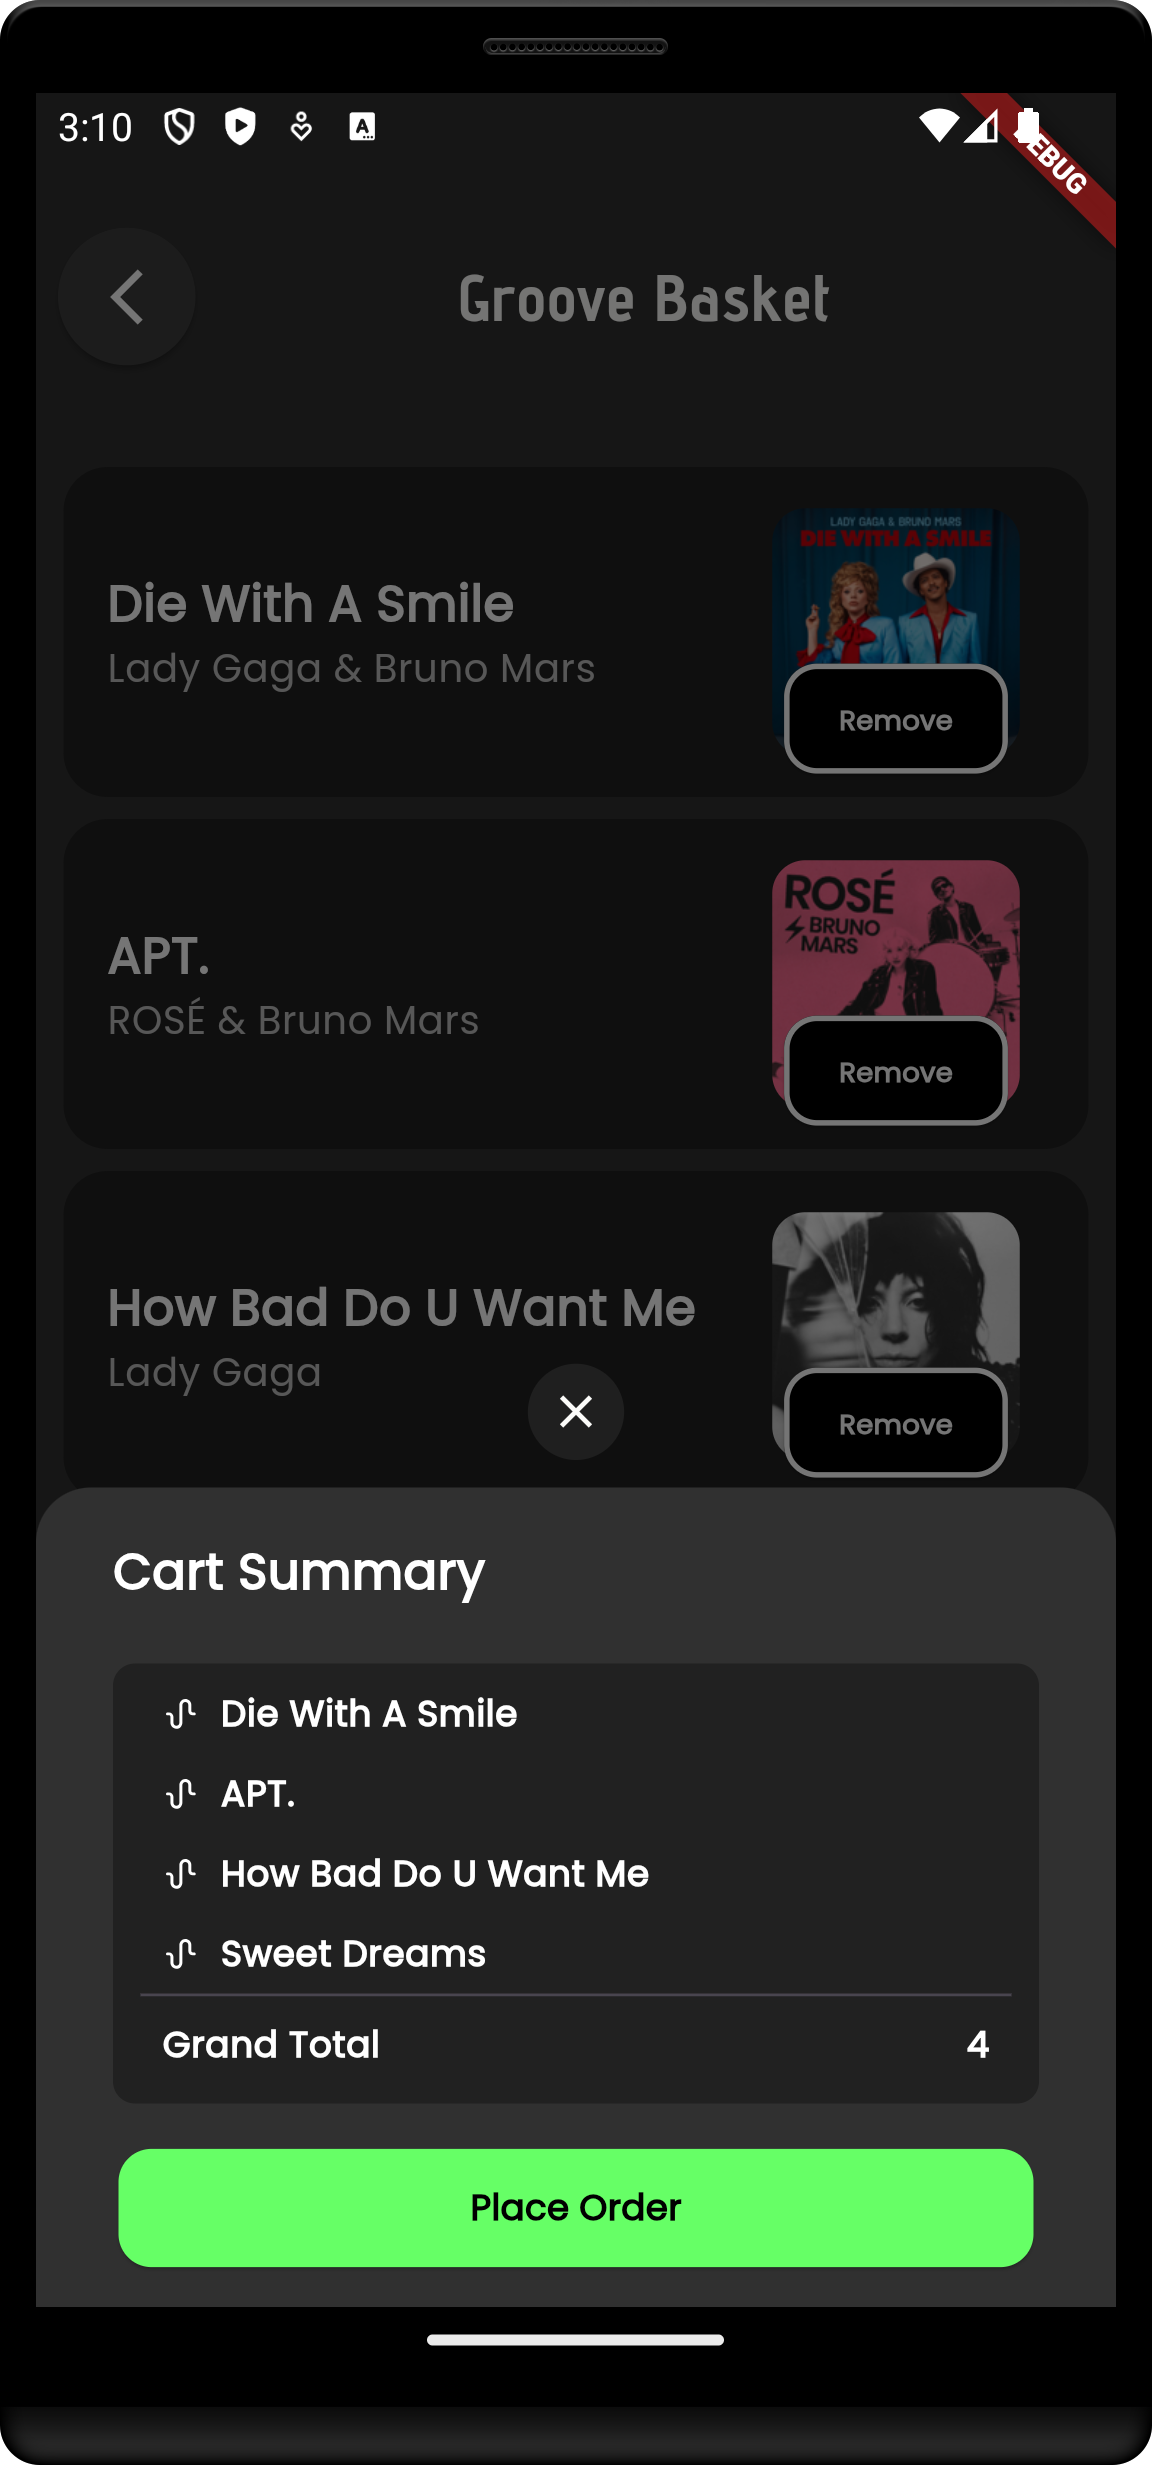 3:10
DEBUG
Groove Basket
LADY GAGA & BRUNO MARS
DIE WITH A SMILE
Die With A Smile
Lady Gaga & Bruno Mars
Remove
ROSÉ
BRUNO
MARS
APT.
ROSÉ & Bruno Mars
Remove
How Bad Do U Want Me
Lady Gaga
Remove
Cart Summary
Die With A Smile
APT.
How Bad Do U Want Me
Sweet Dreams
Grand Total 4
Place Order